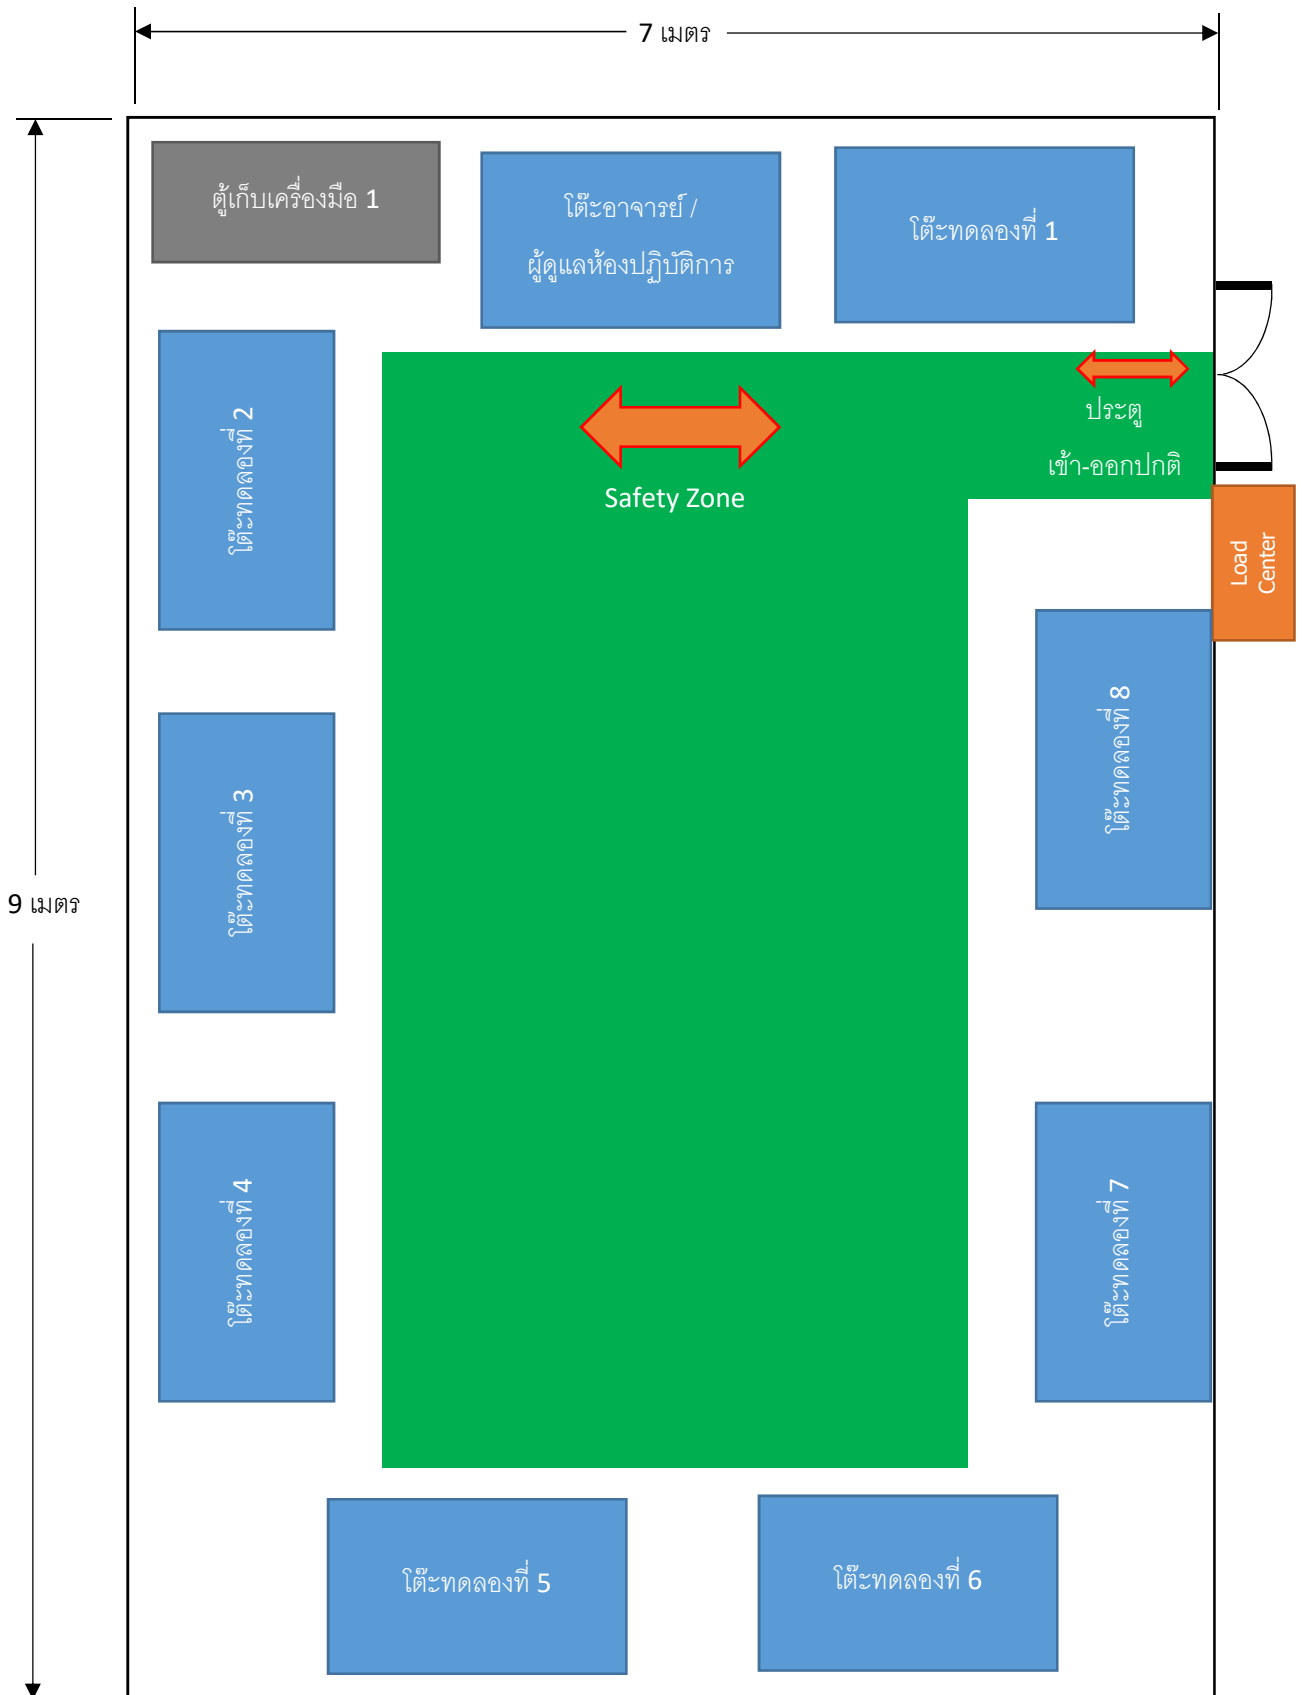 7 เมตร
ตู้เก็บเครื่องมือ 1
โต๊ะอาจารย์ /
ผู้ดูแลห้องปฏิบัติการ
โต๊ะทดลองที่ 1
โต๊ะทดลองที่ 2
Safety Zone
ประตู
เข้า-ออกปกติ
Load
Center
โต๊ะทดลองที่ 8
โต๊ะทดลองที่ 3
9 เมตร
โต๊ะทดลองที่ 4
โต๊ะทดลองที่ 7
โต๊ะทดลองที่ 5
โต๊ะทดลองที่ 6